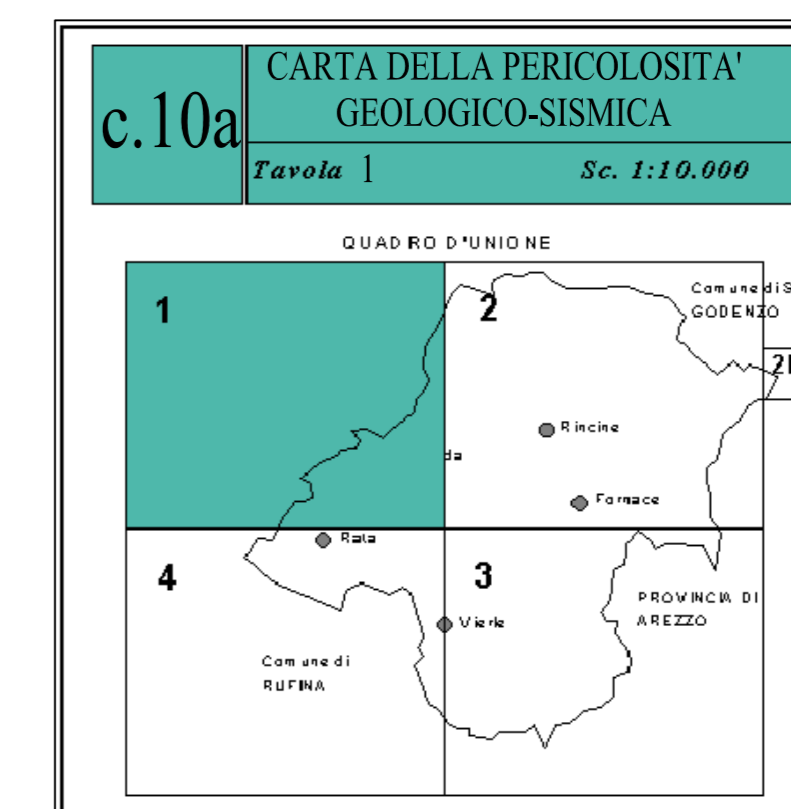 c.10a
CARTA DELLA PERICOLOSITA'
GEOLOGICO-SISMICA
Tavola 1 Sc. 1:10.000
QUADRO D'UNIONE
1
2
Comune di S
GODENZO
Rincine
da
Fornace
Rata
4
3
PROVINCIA DI
AREZZO
Vierle
Comune di
RUFINA